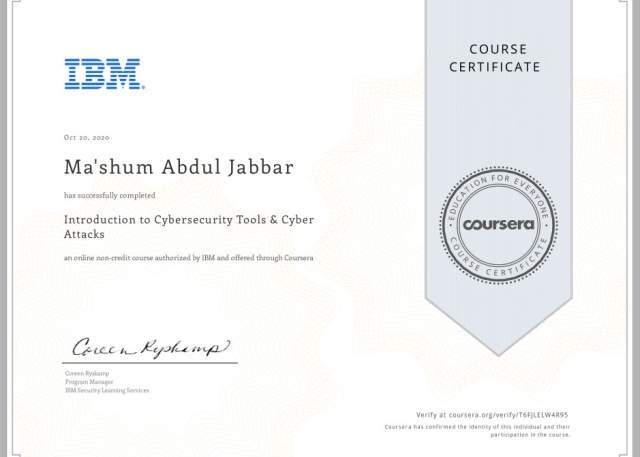 COURSE
CERTIFICATE
IBM
Oct 20, 2020
Ma'shum Abdul Jabbar
has successfully completed
Introduction to Cybersecurity Tools & Cyber
Attacks
an online non-credit course authorized by IBM and offered through Coursera
EDUCATION FOR EVERYONE
coursera
COURSE CERTIFICATE
Coreen Ryskamp
Coreen Ryskamp
Program Manager
IBM Security Learning Services
Verify at coursera.org/verify/T6FJLELW4R95
Coursera has confirmed the identity of this individual and their
participation in the course.